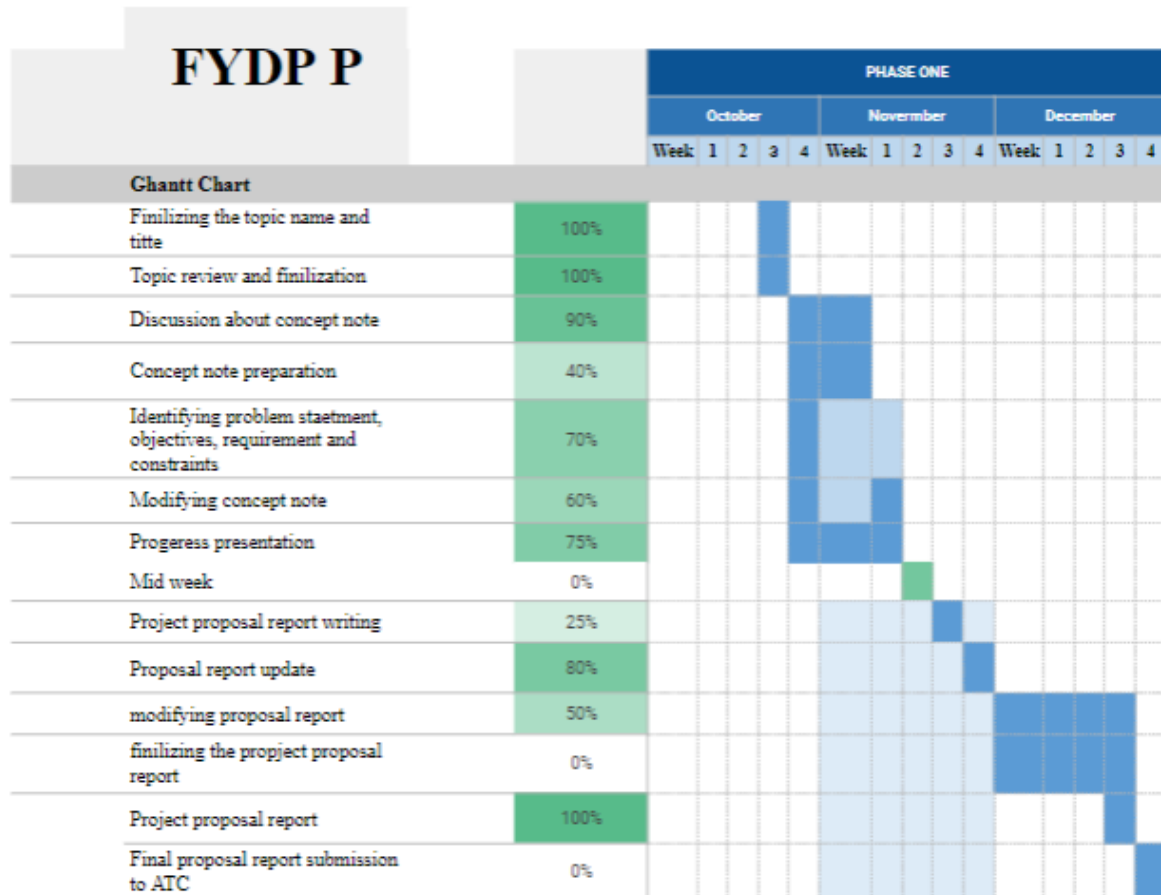 FYDP P
PHASE ONE
October Novermber December
Week 1 2 3 4 Week 1 2 3 4 Week 1 2 3 4
Ghantt Chart
Finilizing the topic name and
titte
100%
Topic review and finilization 100%
Discussion about concept note 90%
Concept note preparation 40%
Identifying problem staetment,
objectives, requirement and
constraints
70%
Modifying concept note 60%
Progeress presentation 75%
Mid week 0%
Project proposal report writing 25%
Proposal report update 80%
modifying proposal report 50%
finilizing the propject proposal
report
0%
Project proposal report 100%
Final proposal report submission
to ATC
0%